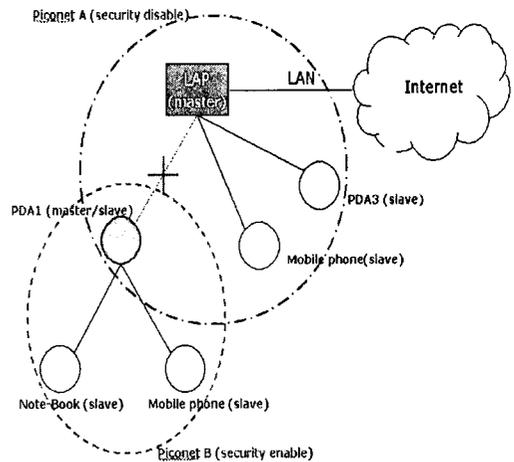 Piconet A (security disable)
LAP
(master)
LAN
Internet
PDA3 (slave)
PDA1 (master/slave)
Mobile phone(slave)
Note-Book (slave)
Mobile phone (slave)
Piconet B (security enable)